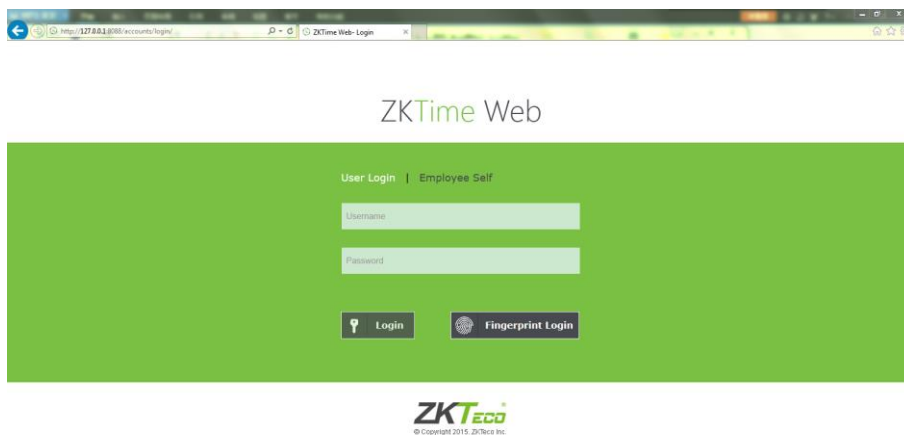 http://127.0.0.1:8088/accounts/login/
ZKTime Web- Login
ZKTime Web
User Login | Employee Self
Username
Password
Login
Fingerprint Login
ZKTECO
© Copyright 2015. ZKTeco Inc.